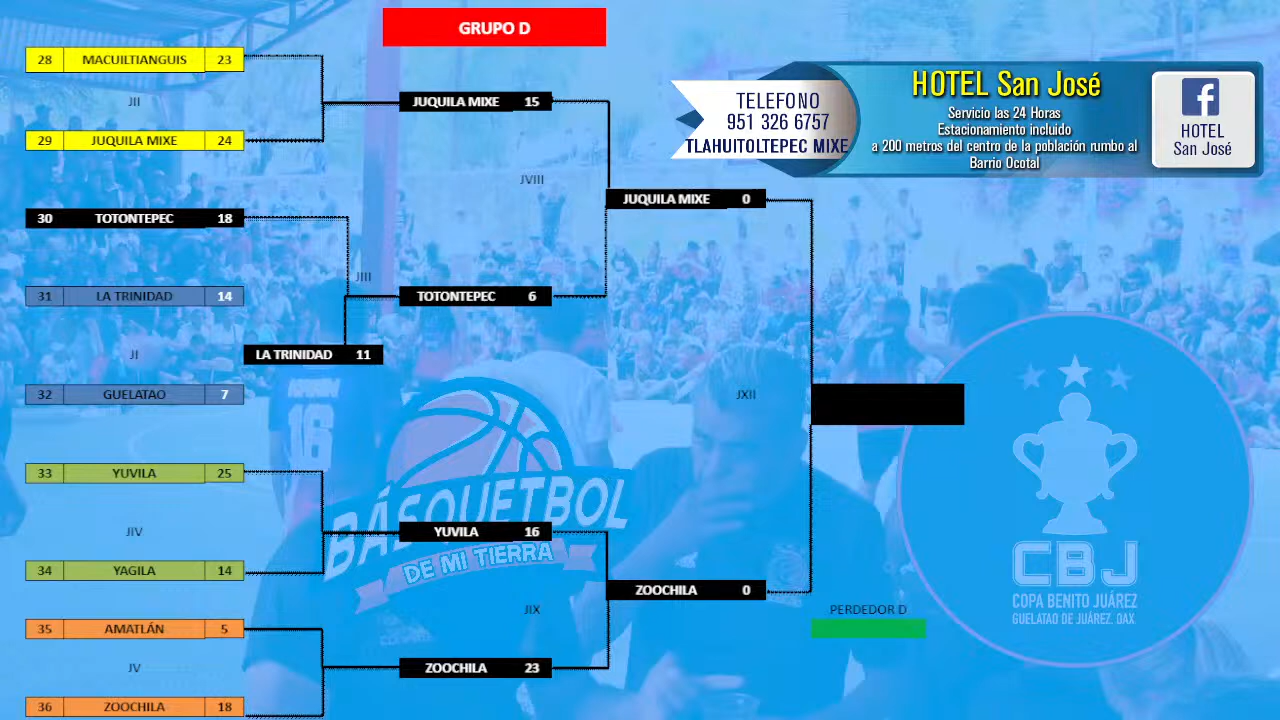 GRUPO D
28 MACUILTIANGUIS 23
JII
29 JUQUILA MIXE 24
30 TOTONTEPEC 18
31 LA TRINIDAD 14
JI
32 GUELATAO 7
33 YUVILA 25
JIV
34 YAGILA 14
35 AMATLÁN 5
JV
36 ZOOCHILA 18
JIII
LA TRINIDAD 11
JUQUILA MIXE 15
JVIII
TOTONTEPEC 6
YUVILA 16
JIX
ZOOCHILA 23
JUQUILA MIXE 0
JXII
ZOOCHILA 0
PERDEDOR D
TELEFONO
951 326 6757
TLAHUITOLTEPEC MIXE
HOTEL San José
Servicio las 24 Horas
Estacionamiento incluido
a 200 metros del centro de la población rumbo al
Barrio Ocotal
f
HOTEL
San José
16
BÁSQUETBOL
DE MI TIERRA
CBJ
COPA BENITO JUÁREZ
GUELATAO DE JUÁREZ. OAX.